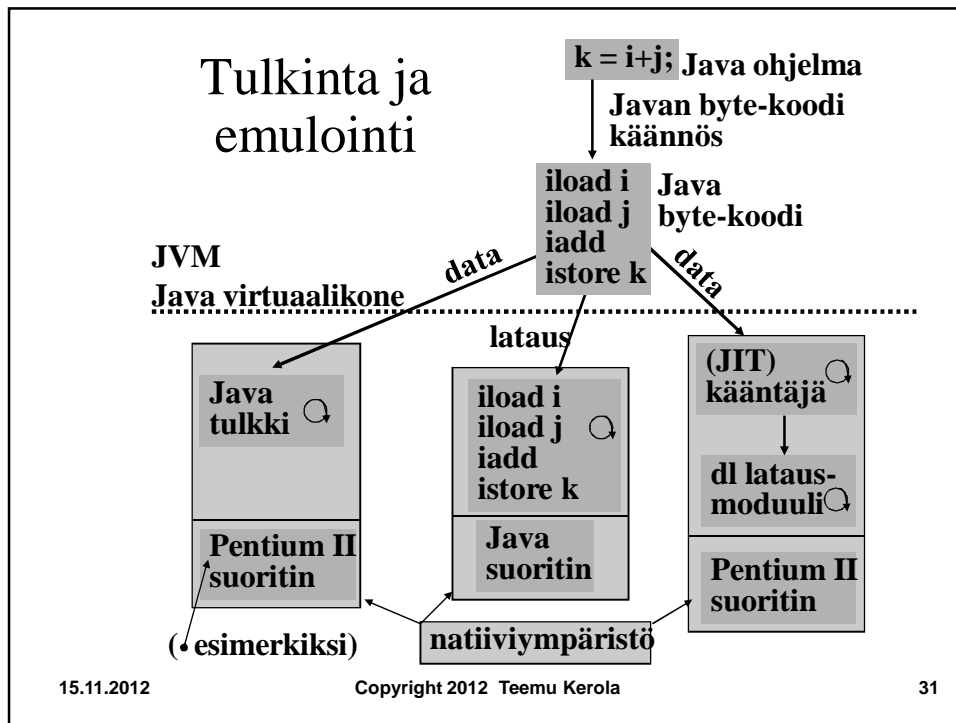 Tulkinta ja
emulointi
k = i+j;
Java ohjelma
Javan byte-koodi
käännös
iload i
iload j
iadd
istore k
Java
byte-koodi
JVM
Java virtuaalikone
data
data
lataus
Java
tulkki
Pentium II
suoritin
( esimerkiksi)
iload i
iload j
iadd
istore k
Java
suoritin
natiiviympäristö
(JIT)
kääntäjä
dl lataus-
moduuli
Pentium II
suoritin
15.11.2012
Copyright 2012 Teemu Kerola
31